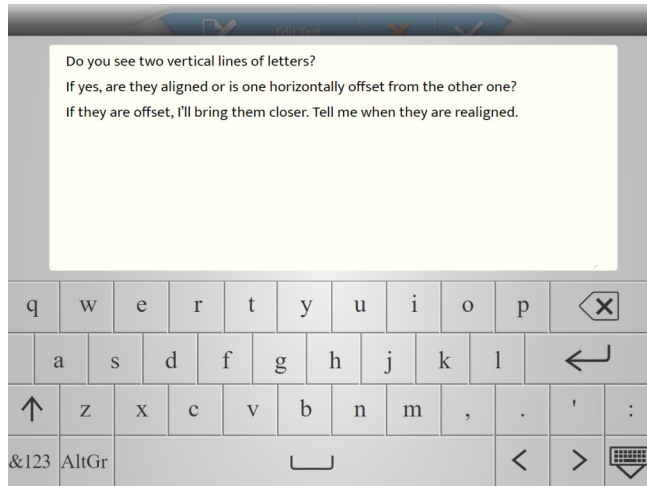 Edit Test
Do you see two vertical lines of letters?
If yes, are they aligned or is one horizontally offset from the other one?
If they are offset, I'll bring them closer. Tell me when they are realigned.
q w e r t y u i o p
a s d f g h j k l
z x c v b n m , . ' :
&123 AltGr < >